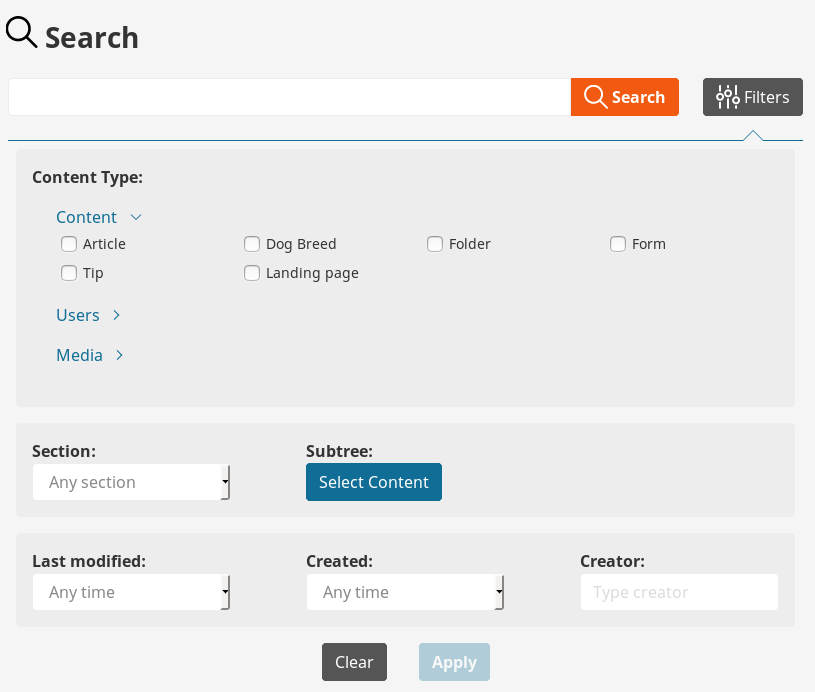 Search
Search Filters
Content Type:
Content
Article Dog Breed Folder Form
Tip Landing page
Users
Media
Section: Subtree:
Any section Select Content
Last modified: Created: Creator:
Any time Any time Type creator
Clear Apply